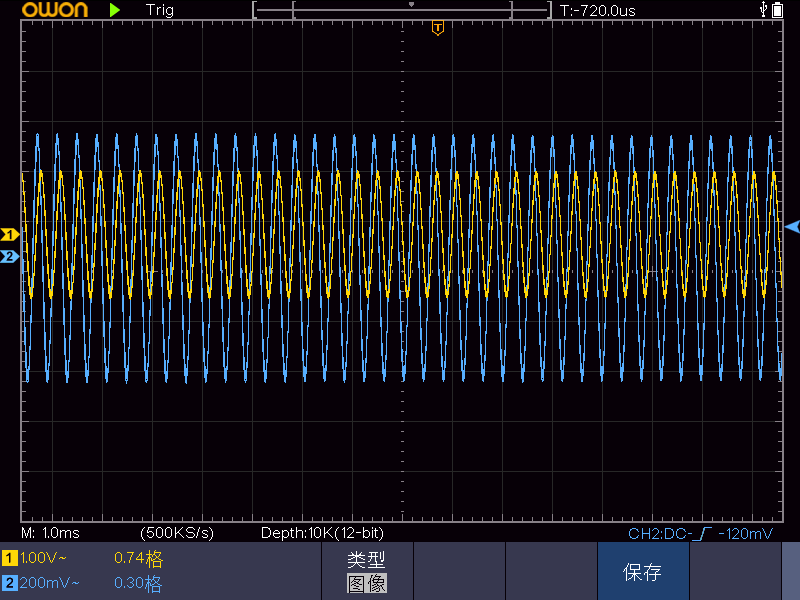 OWON Trig T:-720.0us
T
1
2
M: 1.0ms (500KS/s) Depth:10K(12-bit) CH2:DC- -120mV
1 1.00V~ 0.74格 类型
2 200mV~ 0.30格 图像 保存